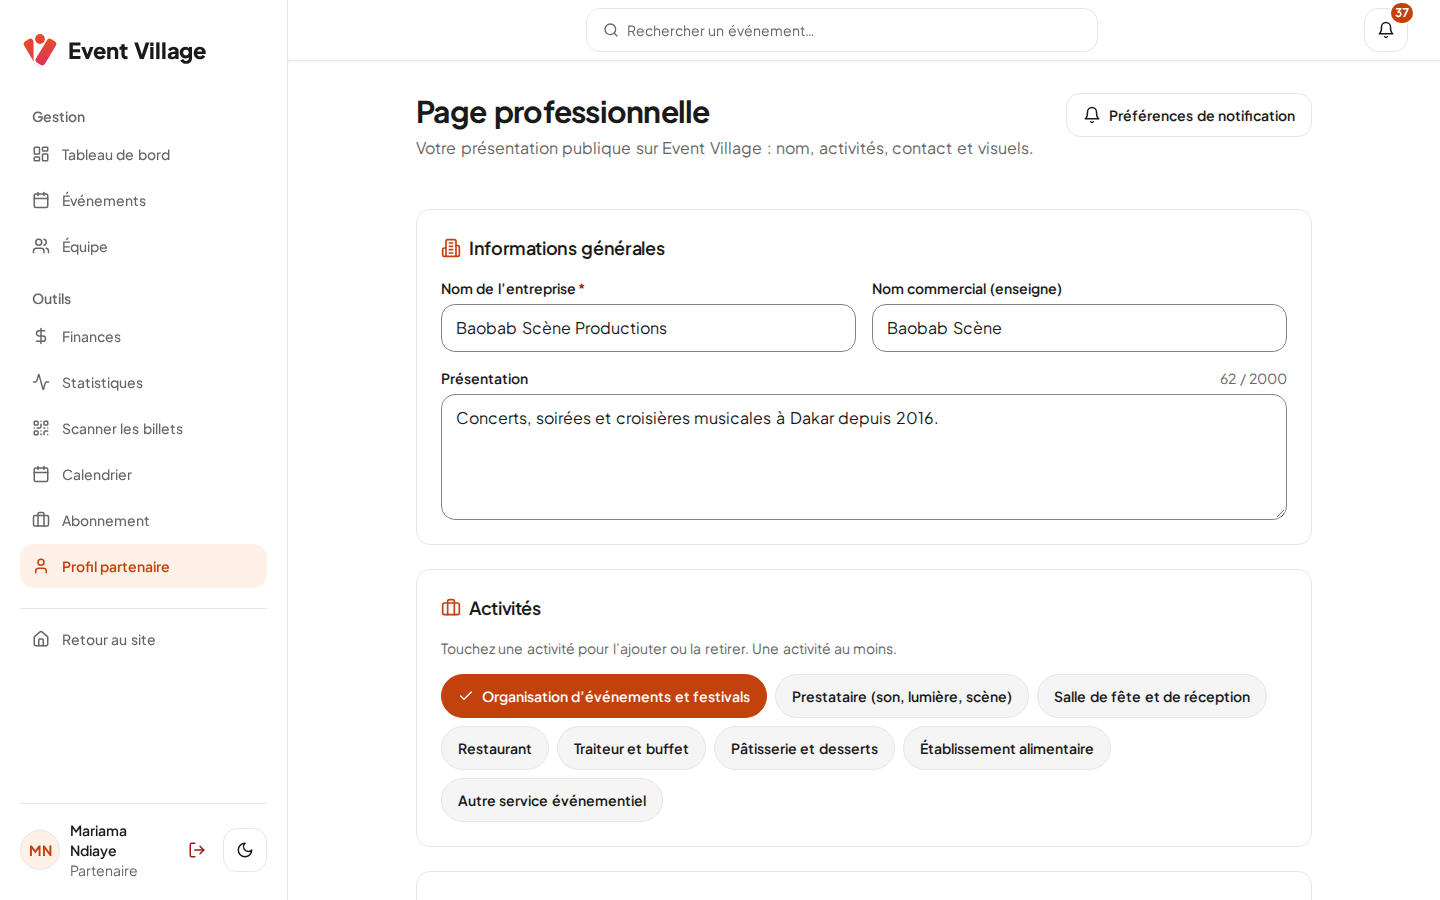 Event Village
Gestion
Tableau de bord
Événements
Équipe
Outils
Finances
Statistiques
Scanner les billets
Calendrier
Abonnement
Profil partenaire
Retour au site
MN
Mariama
Ndiaye
Partenaire
Rechercher un événement…
37
Page professionnelle
Préférences de notification
Votre présentation publique sur Event Village : nom, activités, contact et visuels.
Informations générales
Nom de l’entreprise *
Nom commercial (enseigne)
Baobab Scène Productions
Baobab Scène
Présentation
62 / 2000
Concerts, soirées et croisières musicales à Dakar depuis 2016.
Activités
Touchez une activité pour l’ajouter ou la retirer. Une activité au moins.
Organisation d’événements et festivals
Prestataire (son, lumière, scène)
Salle de fête et de réception
Restaurant
Traiteur et buffet
Pâtisserie et desserts
Établissement alimentaire
Autre service événementiel